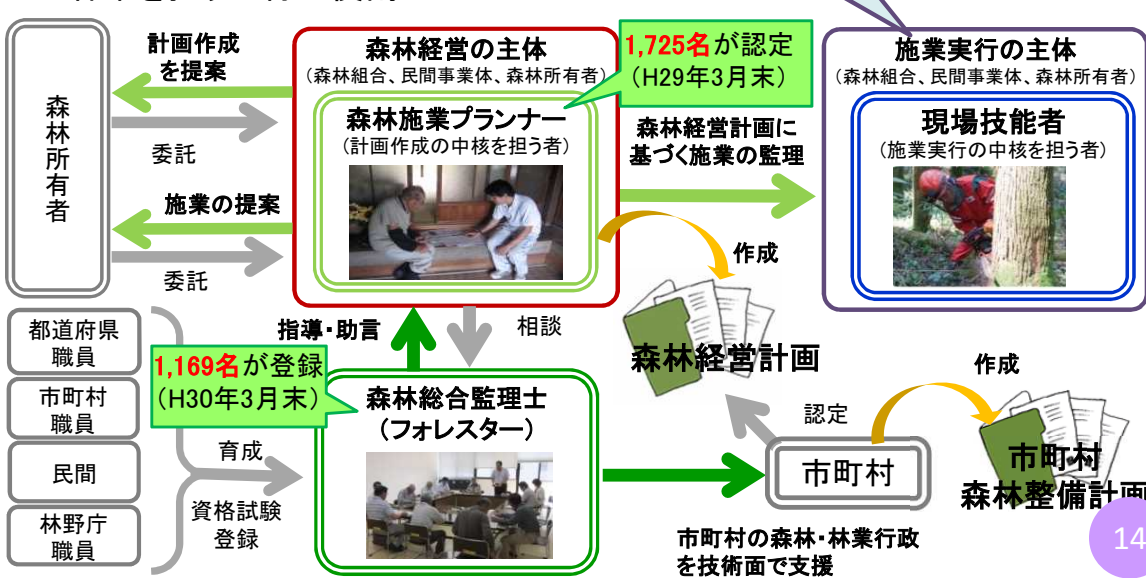 計画作成
を提案
森林所有者
委託
施業の提案
委託
森林経営の主体
(森林組合、民間事業体、森林所有者)
森林施業プランナー
(計画作成の中核を担う者)
1,725名が認定
(H29年3月末)
森林経営計画に
基づく施業の監理
施業実行の主体
(森林組合、民間事業体、森林所有者)
現場技能者
(施業実行の中核を担う者)
作成
森林経営計画
指導・助言
相談
都道府県
職員
市町村
職員
民間
林野庁
職員
1,169名が登録
(H30年3月末)
育成
資格試験
登録
森林総合監理士
(フォレスター)
認定
市町村
作成
市町村
森林整備計画
市町村の森林・林業行政
を技術面で支援
14